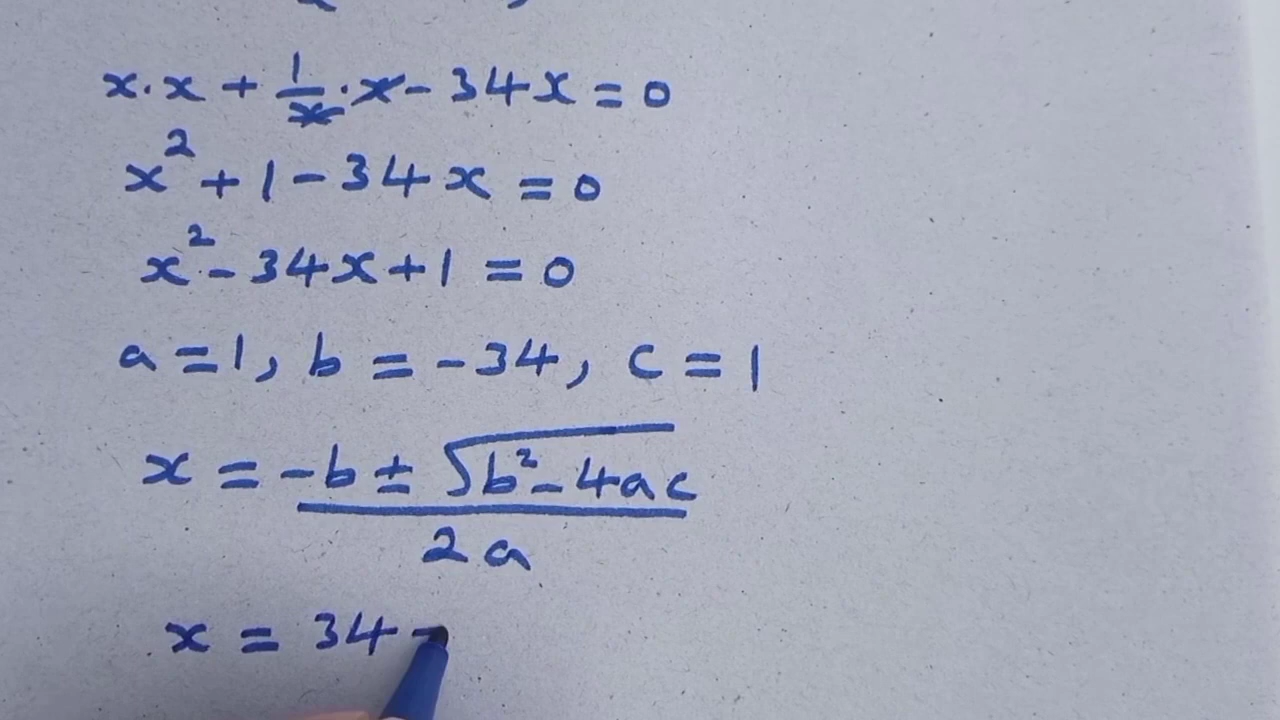 x·x + 1/x·x - 34x = 0
x² + 1 - 34x = 0
x² - 34x + 1 = 0
a = 1, b = -34, c = 1
x = -b ± √b² - 4ac
2a
x = 34